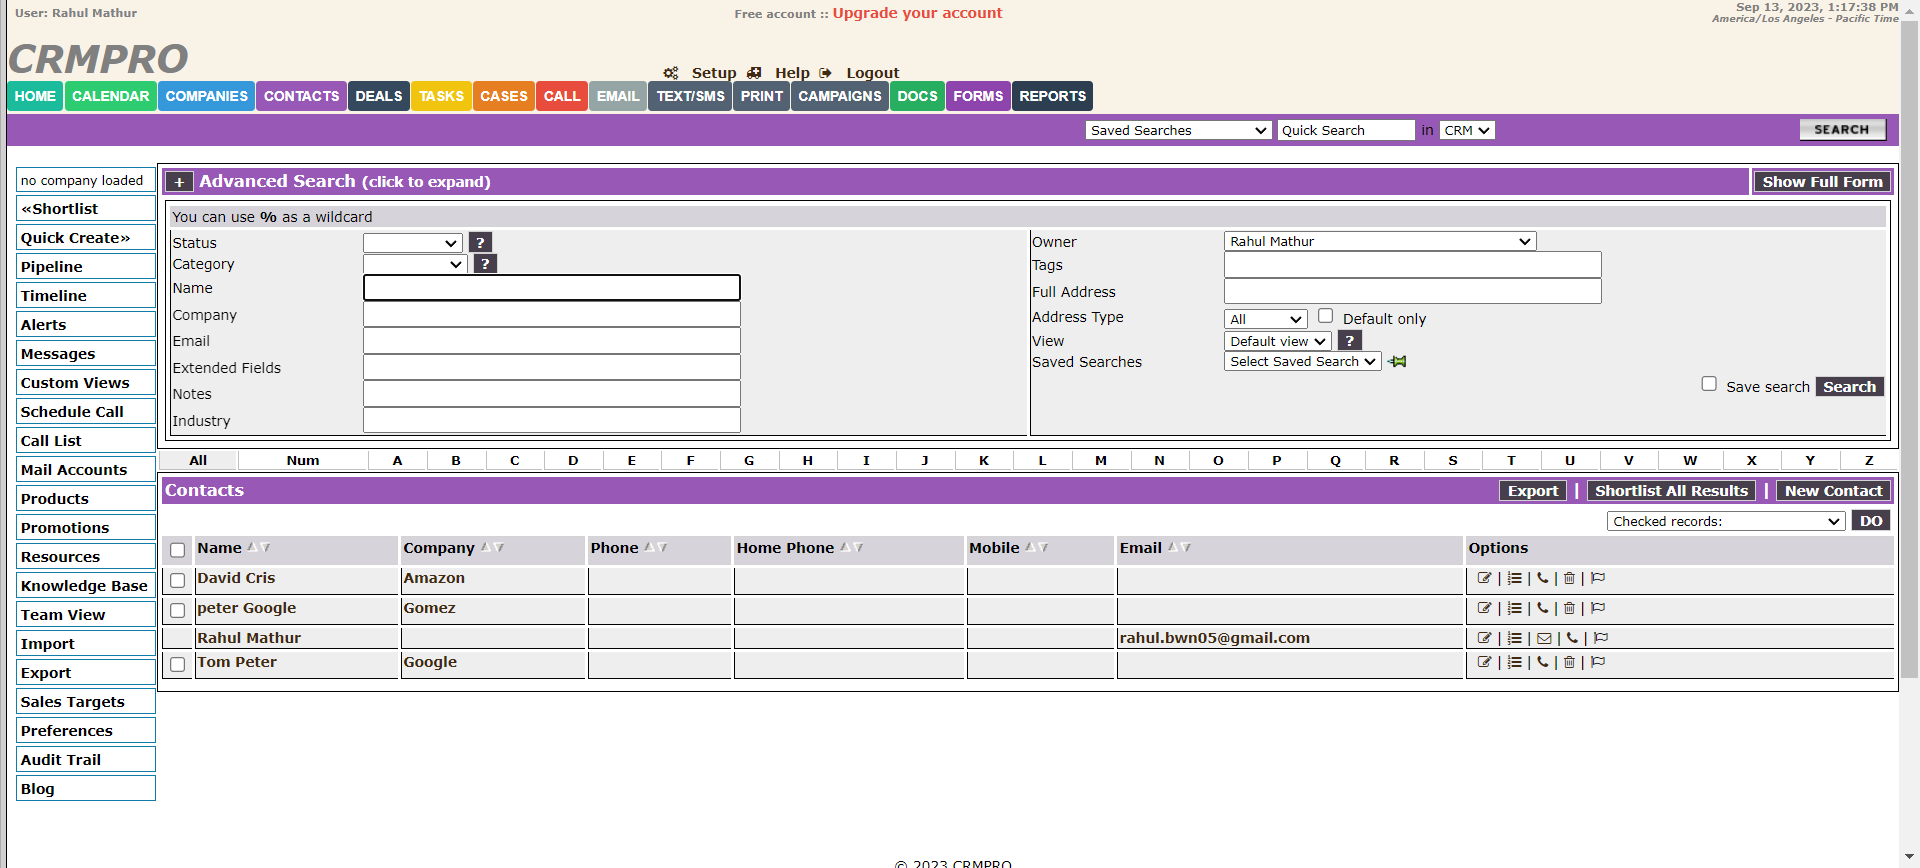 User: Rahul Mathur
Free account :: Upgrade your account
Sep 13, 2023, 1:17:38 PM
America/Los Angeles - Pacific Time
CRMPRO
Setup Help Logout
HOME CALENDAR COMPANIES CONTACTS DEALS TASKS CASES CALL EMAIL TEXT/SMS PRINT CAMPAIGNS DOCS FORMS REPORTS
Saved Searches Quick Search in CRM SEARCH
no company loaded
«Shortlist
Quick Create»
Pipeline
Timeline
Alerts
Messages
Custom Views
Schedule Call
Call List
Mail Accounts
Products
Promotions
Resources
Knowledge Base
Team View
Import
Export
Sales Targets
Preferences
Audit Trail
Blog
+ Advanced Search (click to expand) Show Full Form
You can use % as a wildcard
Status ?
Category ?
Name
Company
Email
Extended Fields
Notes
Industry
Owner Rahul Mathur
Tags
Full Address
Address Type All Default only
View Default view ?
Saved Searches Select Saved Search
Save search Search
All Num A B C D E F G H I J K L M N O P Q R S T U V W X Y Z
Contacts Export | Shortlist All Results | New Contact
Checked records: DO
Name Company Phone Home Phone Mobile Email Options
David Cris Amazon | | | |
peter Google Gomez | | | |
Rahul Mathur rahul.bwn05@gmail.com | | | |
Tom Peter Google | | | |
© 2023 CRMPRO